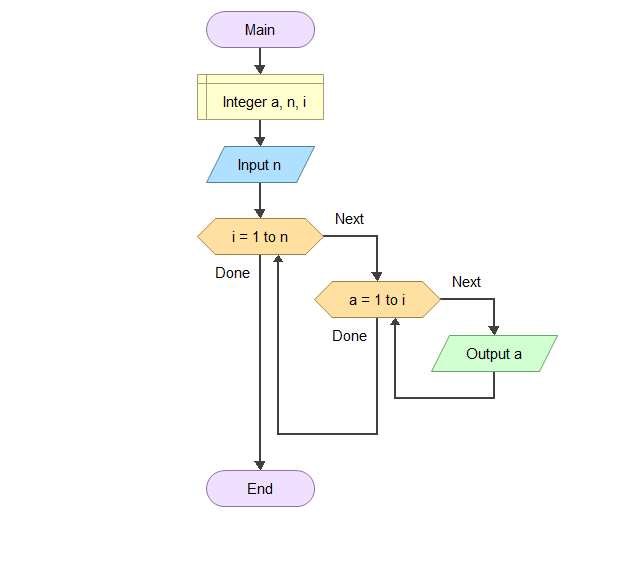 Main
Integer a, n, i
Input n
i = 1 to n
Next
Done
a = 1 to i
Next
Done
Output a
End